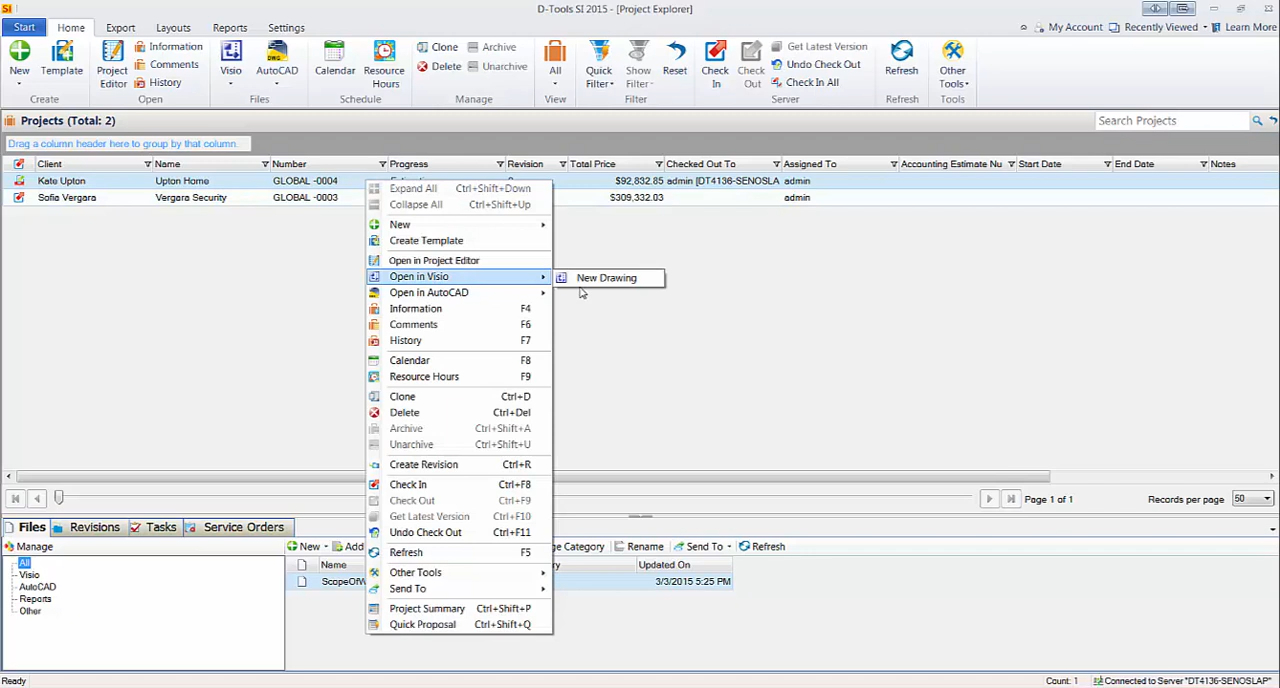 SI D-Tools SI 2015 - [Project Explorer]
Start Home Export Layouts Reports Settings My Account Recently Viewed Learn More
New Template Project Editor Information Comments History Visio AutoCAD Calendar Resource Hours Clone Delete Archive Unarchive All Quick Filter Show Filter Reset Check In Check Out Get Latest Version Undo Check Out Check In All Refresh Other Tools
Create Open Files Schedule Manage View Filter Server Refresh Tools
Projects (Total: 2) Search Projects
Drag a column header here to group by that column.
Client Name Number Progress Revision Total Price Checked Out To Assigned To Accounting Estimate Nu Start Date End Date Notes
Kate Upton Upton Home GLOBAL -0004 $92,832.85 admin [DT4136-SENOSLA admin
Sofia Vergara Vergara Security GLOBAL -0003 $309,332.03 admin
Expand All Ctrl+Shift+Down
Collapse All Ctrl+Shift+Up
New
Create Template
Open in Project Editor
Open in Visio New Drawing
Open in AutoCAD
Information F4
Comments F6
History F7
Calendar F8
Resource Hours F9
Clone Ctrl+D
Delete Ctrl+Del
Archive Ctrl+Shift+A
Unarchive Ctrl+Shift+U
Create Revision Ctrl+R
Check In Ctrl+F8
Check Out Ctrl+F9
Get Latest Version Ctrl+F10
Undo Check Out Ctrl+F11
Refresh F5
Other Tools
Send To
Project Summary Ctrl+Shift+P
Quick Proposal Ctrl+Shift+Q
Page 1 of 1 Records per page 50
Files Revisions Tasks Service Orders
Manage New Add ge Category Rename Send To Refresh
All
Visio
AutoCAD
Reports
Other
Name ry Updated On
ScopeOfW 3/3/2015 5:25 PM
Ready Count: 1 Connected to Server "DT4136-SENOSLAP"